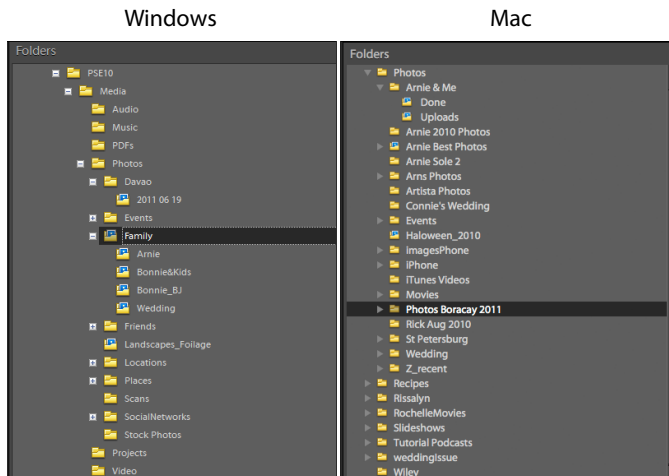 Windows
Folders
PSE10
Media
Audio
Music
PDFs
Photos
Davao
2011 06 19
Events
Family
Arnie
Bonnie&Kids
Bonnie_BJ
Wedding
Friends
Landscapes_Foilage
Locations
Places
Scans
SocialNetworks
Stock Photos
Projects
Video
Mac
Folders
Photos
Arnie & Me
Done
Uploads
Arnie 2010 Photos
Arnie Best Photos
Arnie Sole 2
Arns Photos
Artista Photos
Connie's Wedding
Events
Haloween_2010
imagesPhone
iPhone
iTunes Videos
Movies
Photos Boracay 2011
Rick Aug 2010
St Petersburg
Wedding
Z_recent
Recipes
Rissalyn
RochelleMovies
Slideshows
Tutorial Podcasts
weddingIssue
Wiley